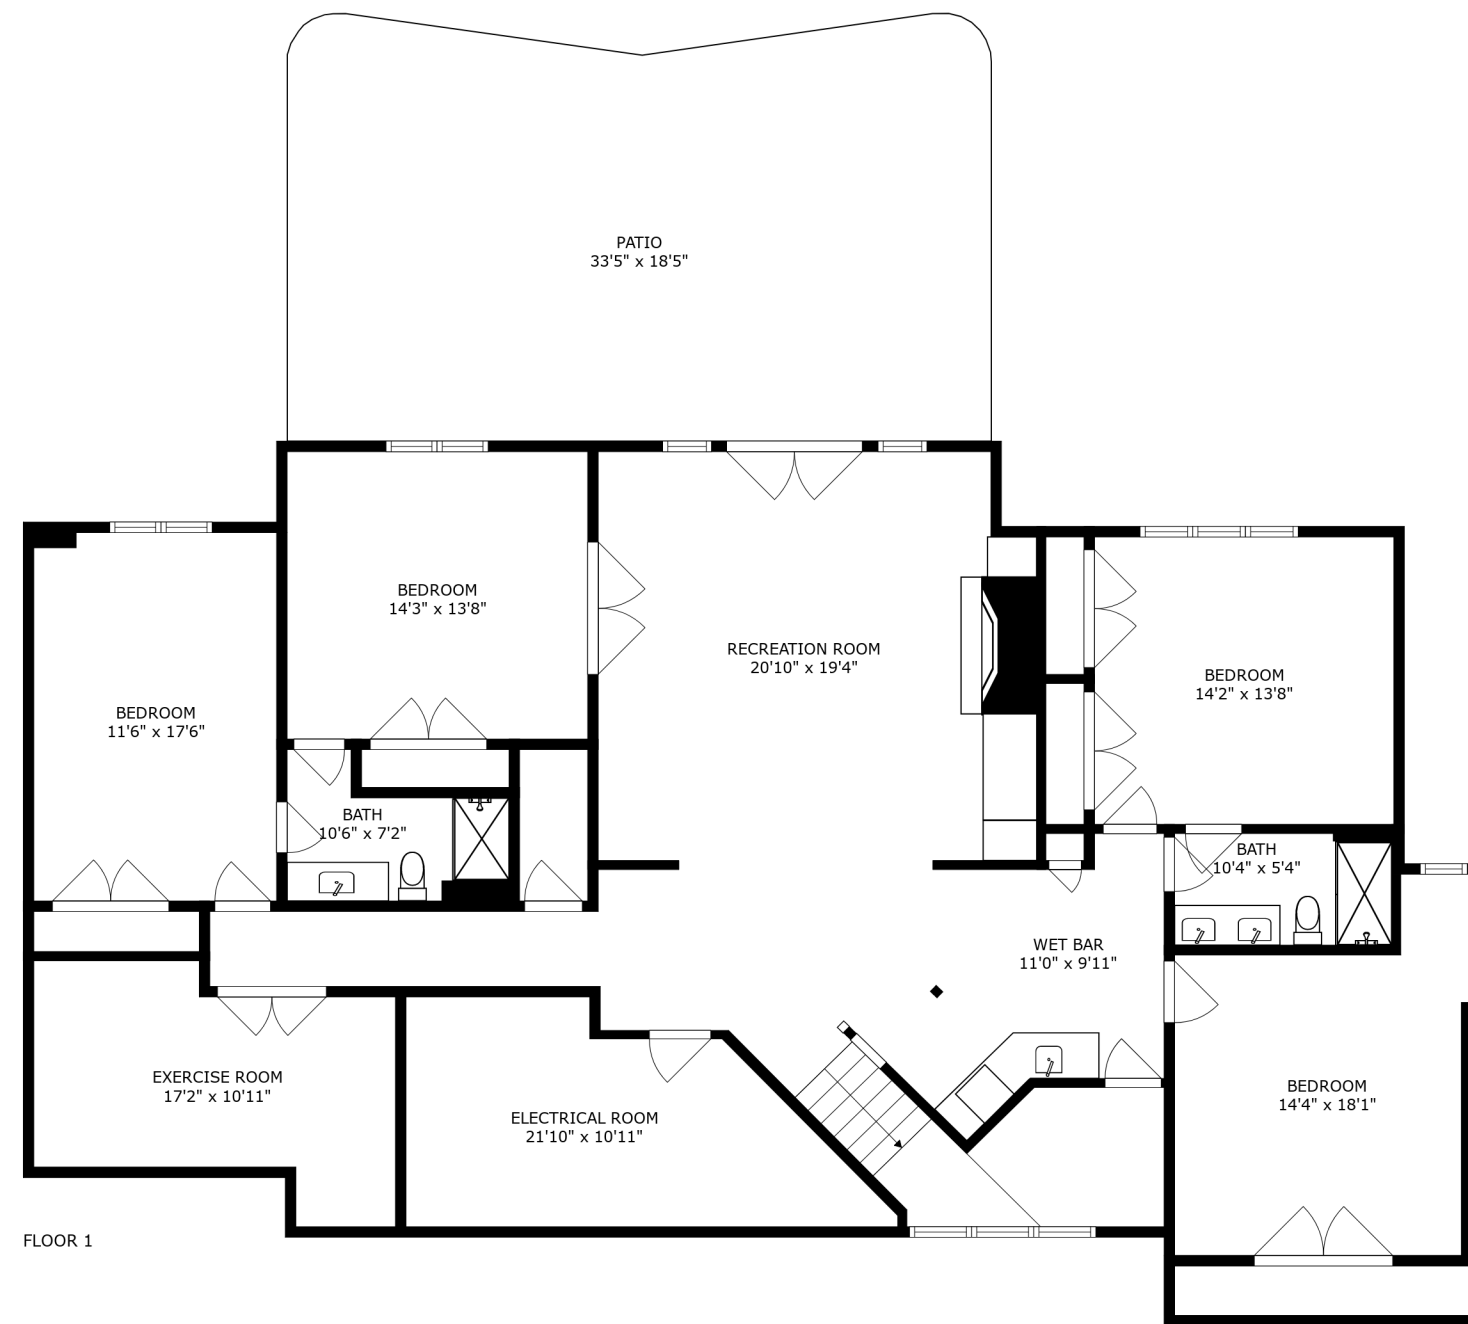 PATIO
33'5" x 18'5"
BEDROOM
14'3" x 13'8"
RECREATION ROOM
20'10" x 19'4"
BEDROOM
14'2" x 13'8"
BEDROOM
11'6" x 17'6"
BATH
10'6" x 7'2"
BATH
10'4" x 5'4"
WET BAR
11'0" x 9'11"
EXERCISE ROOM
17'2" x 10'11"
ELECTRICAL ROOM
21'10" x 10'11"
BEDROOM
14'4" x 18'1"
FLOOR 1